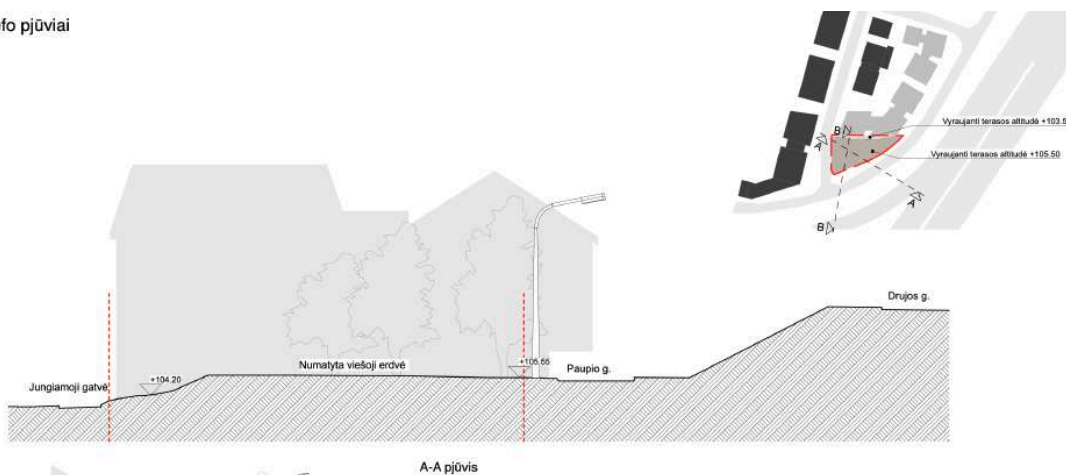 fo pjūviai
Vyraujanti terasos altitudė +103.5
Vyraujanti terasos altitudė +105.50
B
A
A
B
Drujos g.
Numatyta viešoji erdvė
+105.65
Paupio g.
+104.20
Jungiamoji gatvė
A-A pjūvis